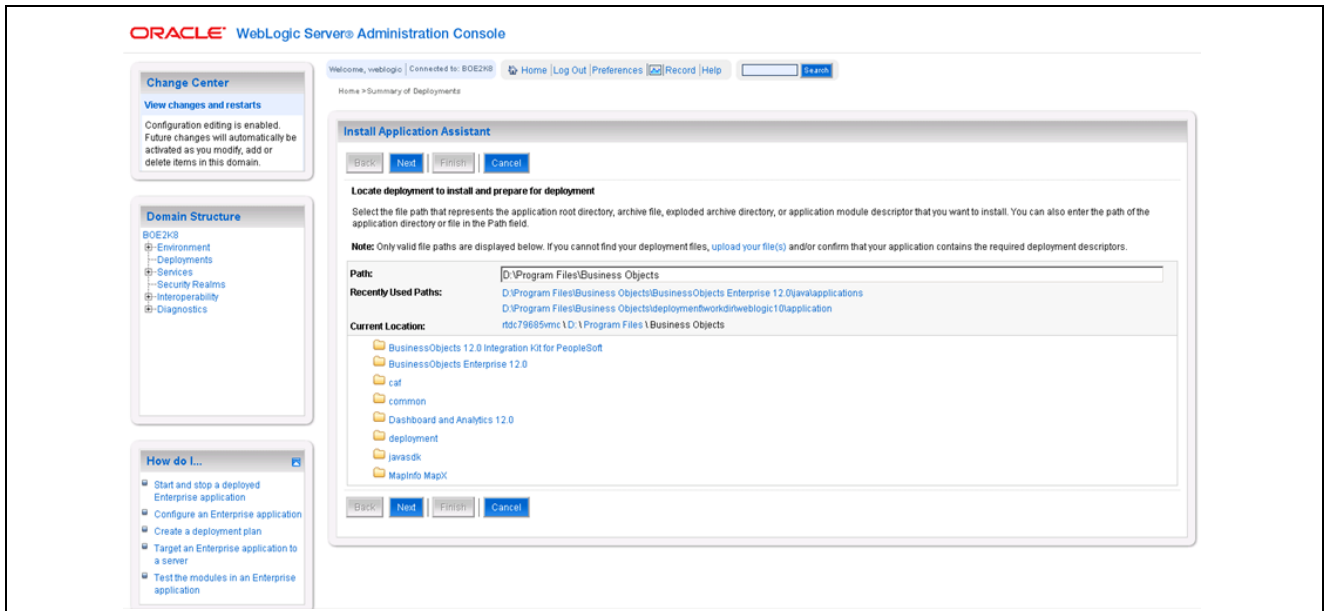 ORACLE® WebLogic Server® Administration Console
Change Center
View changes and restarts
Configuration editing is enabled.
Future changes will automatically be
activated as you modify, add or
delete items in this domain.
Domain Structure
BOE2K8
Environment
Deployments
Services
Security Realms
Interoperability
Diagnostics
How do I...
Start and stop a deployed
Enterprise application
Configure an Enterprise application
Create a deployment plan
Target an Enterprise application to
a server
Test the modules in an Enterprise
application
Welcome, weblogic Connected to: BOE2K8 Home Log Out Preferences Record Help Search
Home >Summary of Deployments
Install Application Assistant
Back Next Finish Cancel
Locate deployment to install and prepare for deployment
Select the file path that represents the application root directory, archive file, exploded archive directory, or application module descriptor that you want to install. You can also enter the path of the
application directory or file in the Path field.
Note: Only valid file paths are displayed below. If you cannot find your deployment files, upload your file(s) and/or confirm that your application contains the required deployment descriptors.
Path: D:\Program Files\Business Objects
Recently Used Paths: D:\Program Files\Business Objects\BusinessObjects Enterprise 12.0\java\applications
D:\Program Files\Business Objects\deployment\workdir\weblogic10\application
Current Location: rtdc79685vmc \ D: \ Program Files \ Business Objects
BusinessObjects 12.0 Integration Kit for PeopleSoft
BusinessObjects Enterprise 12.0
caf
common
Dashboard and Analytics 12.0
deployment
javasdk
MapInfo MapX
Back Next Finish Cancel